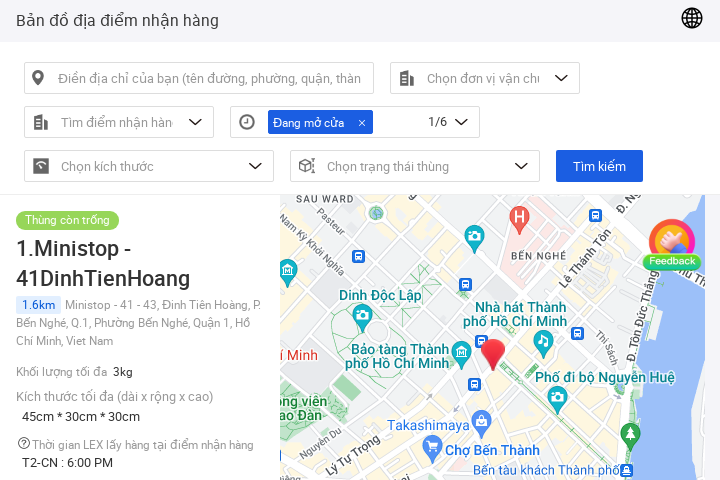 Bản đồ địa điểm nhận hàng
Điền địa chỉ của bạn (tên đường, phường, quận, thàn
Chọn đơn vị vận chu
Tìm điểm nhận hàn
Đang mở cửa ×
1/6
Chọn kích thước
Chọn trạng thái thùng
Tìm kiếm
Thùng còn trống
1.Ministop -
41DinhTienHoang
1.6km Ministop - 41 - 43, Đinh Tiên Hoàng, P.
Bến Nghé, Q.1, Phường Bến Nghé, Quận 1, Hồ
Chí Minh, Viet Nam
Khối lượng tối đa 3kg
Kích thước tối đa (dài x rộng x cao)
45cm * 30cm * 30cm
Thời gian LEX lấy hàng tại điểm nhận hàng
T2-CN : 6:00 PM
SAU WARD
Pasteur
Nam Kỳ Khởi Nghĩa
H
BẾN NGHÉ
Lê Thánh Tôn
Feedback
Thu T
Dinh Độc Lập
Nhà hát Thành
phố Hồ Chí Minh
Đ. Tôn Đức Thắng
Thi Sách
Bảo tàng Thành
phố Hồ Chí Minh
í Minh
Phố đi bộ Nguyễn Huệ
ông viên
ao Đàn
Takashimaya
Nguyễn Du
Lý Tự Trọng
Chợ Bến Thành
Bến tàu khách Thành phố